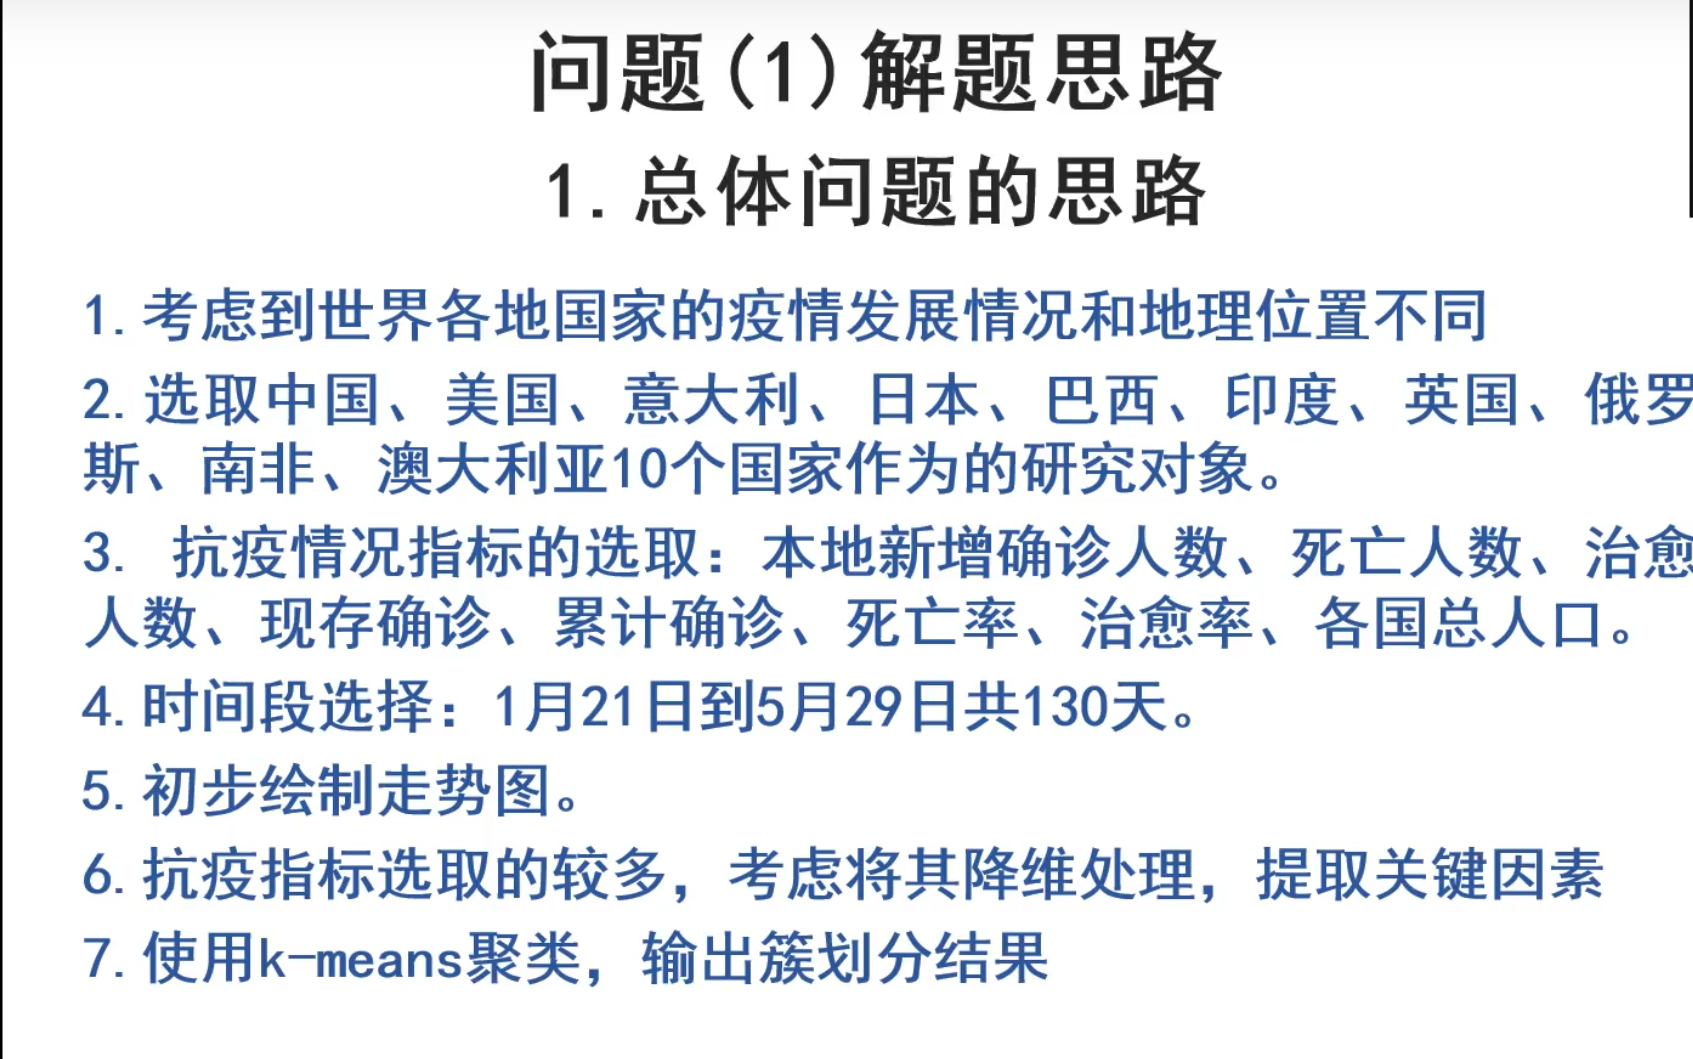 问题(1)解题思路
1.总体问题的思路
1.考虑到世界各地国家的疫情发展情况和地理位置不同
2.选取中国、美国、意大利、日本、巴西、印度、英国、俄罗
斯、南非、澳大利亚10个国家作为的研究对象。
3. 抗疫情况指标的选取：本地新增确诊人数、死亡人数、治愈
人数、现存确诊、累计确诊、死亡率、治愈率、各国总人口。
4.时间段选择：1月21日到5月29日共130天。
5.初步绘制走势图。
6.抗疫指标选取的较多，考虑将其降维处理，提取关键因素
7.使用k-means聚类，输出簇划分结果